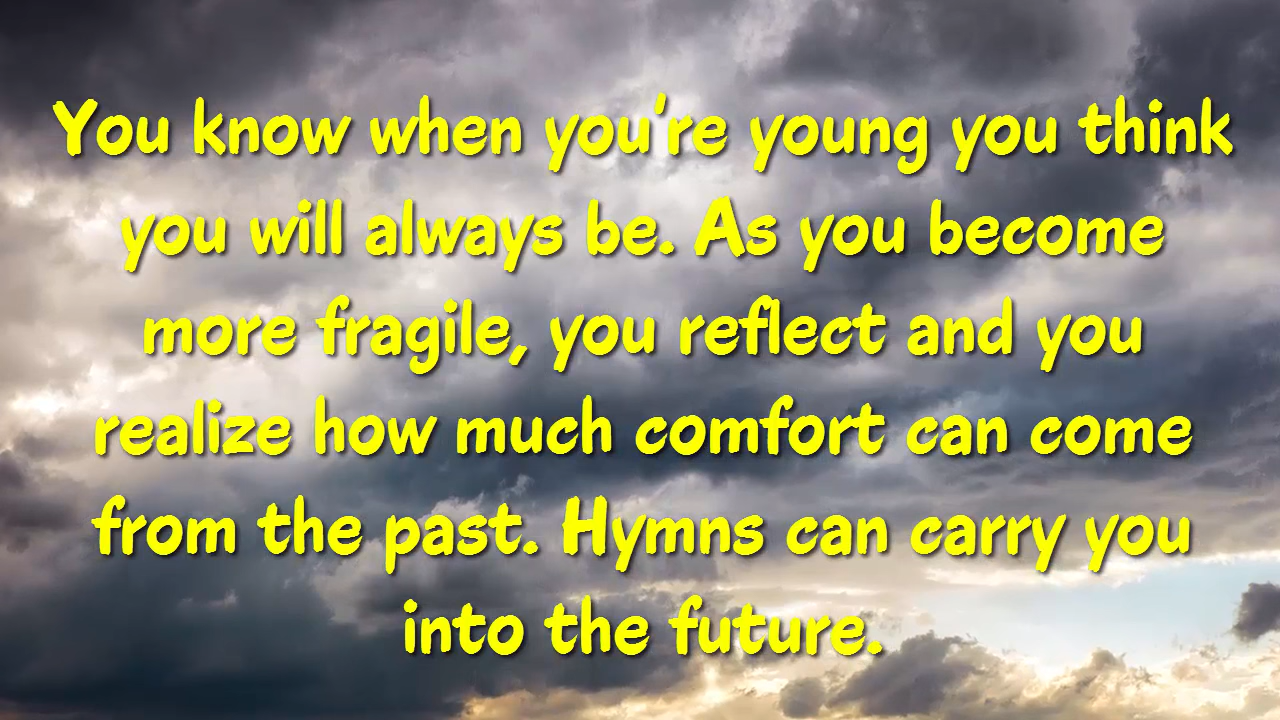 You know when you're young you think
you will always be. As you become
more fragile, you reflect and you
realize how much comfort can come
from the past. Hymns can carry you
into the future.